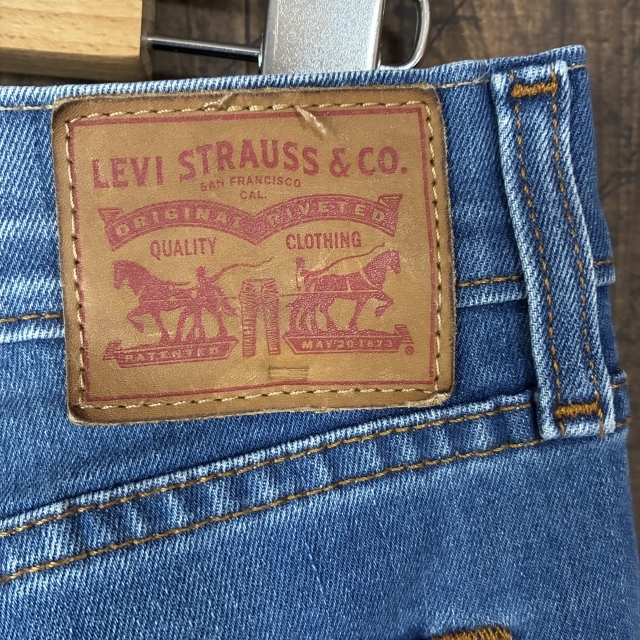 LEVI STRAUSS & CO.
SAN FRANCISCO
CAL.
ORIGINAL RIVETED
QUALITY CLOTHING
PATENTED MAY 20 1873
®